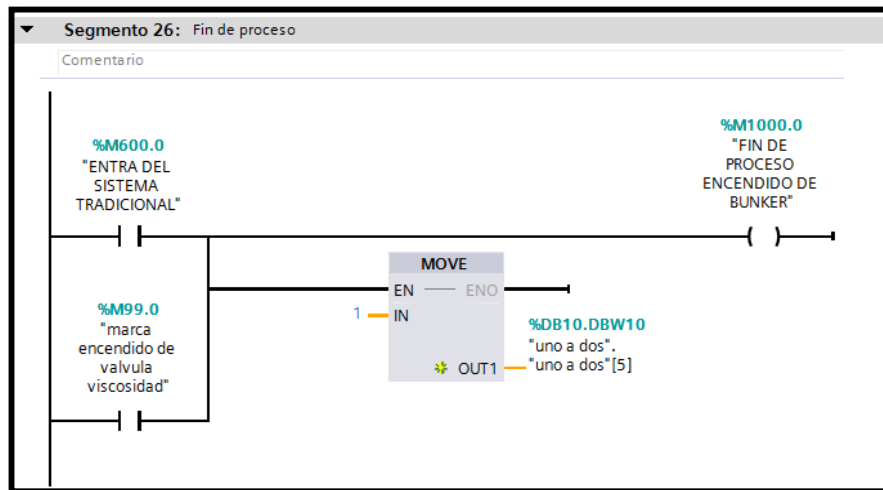 Segmento 26: Fin de proceso
Comentario
%M600.0
"ENTRA DEL
SISTEMA
TRADICIONAL"
%M1000.0
"FIN DE
PROCESO
ENCENDIDO DE
BUNKER"
MOVE
EN
ENO
1
IN
OUT1
%DB10.DBW10
"uno a dos".
"uno a dos"[5]
%M99.0
"marca
encendido de
valvula
viscosidad"